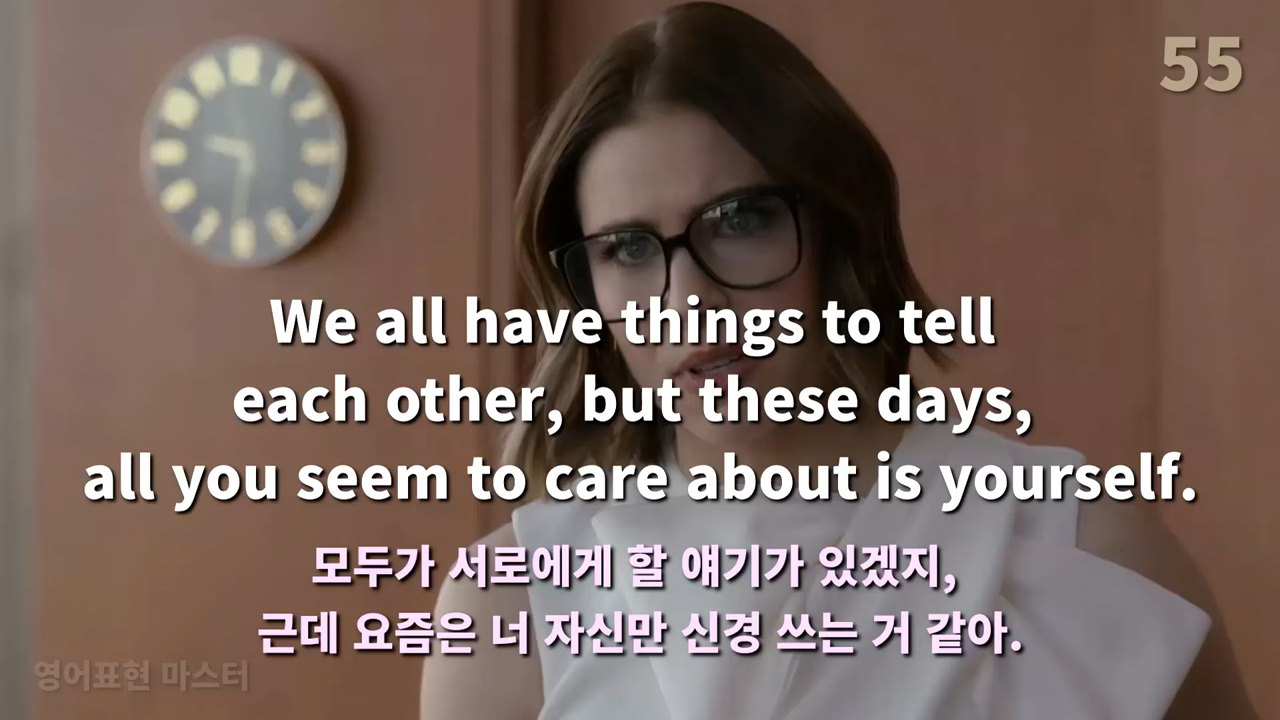 55
We all have things to tell
each other, but these days,
all you seem to care about is yourself.
모두가 서로에게 할 얘기가 있겠지,
근데 요즘은 너 자신만 신경 쓰는 거 같아.
영어표현 마스터